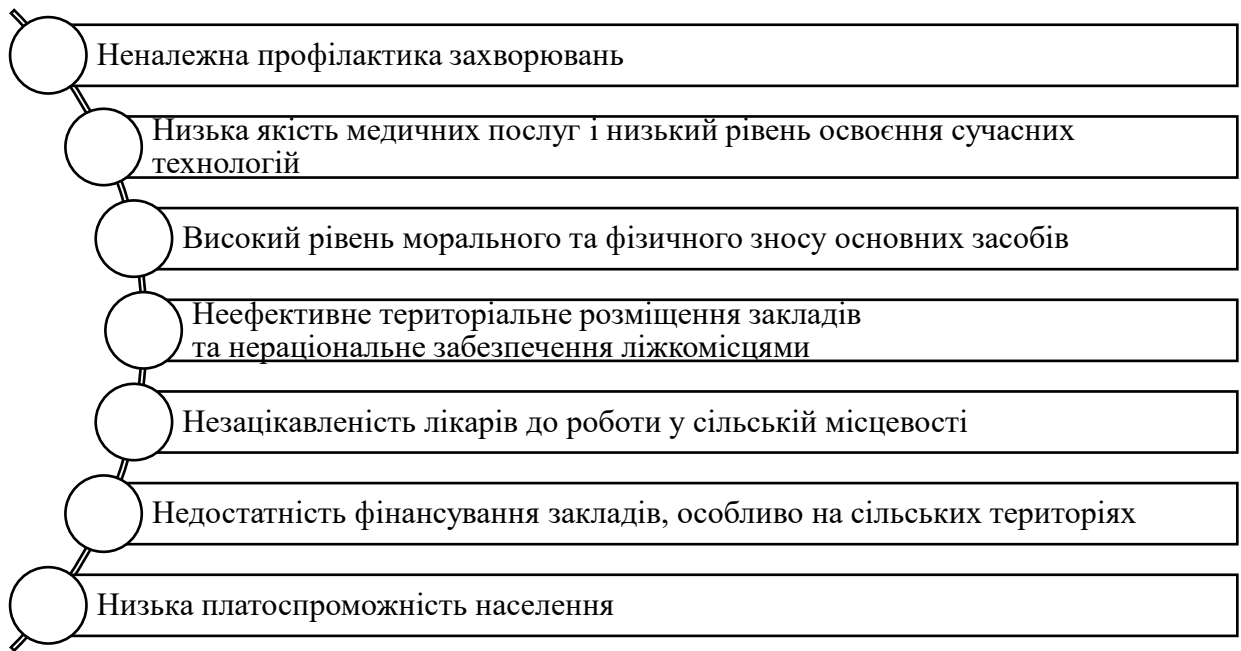 Неналежна профілактика захворювань
Низька якість медичних послуг і низький рівень освоєння сучасних
технологій
Високий рівень морального та фізичного зносу основних засобів
Неефективне територіальне розміщення закладів
та нераціональне забезпечення ліжкомісцями
Незацікавленість лікарів до роботи у сільській місцевості
Недостатність фінансування закладів, особливо на сільських територіях
Низька платоспроможність населення